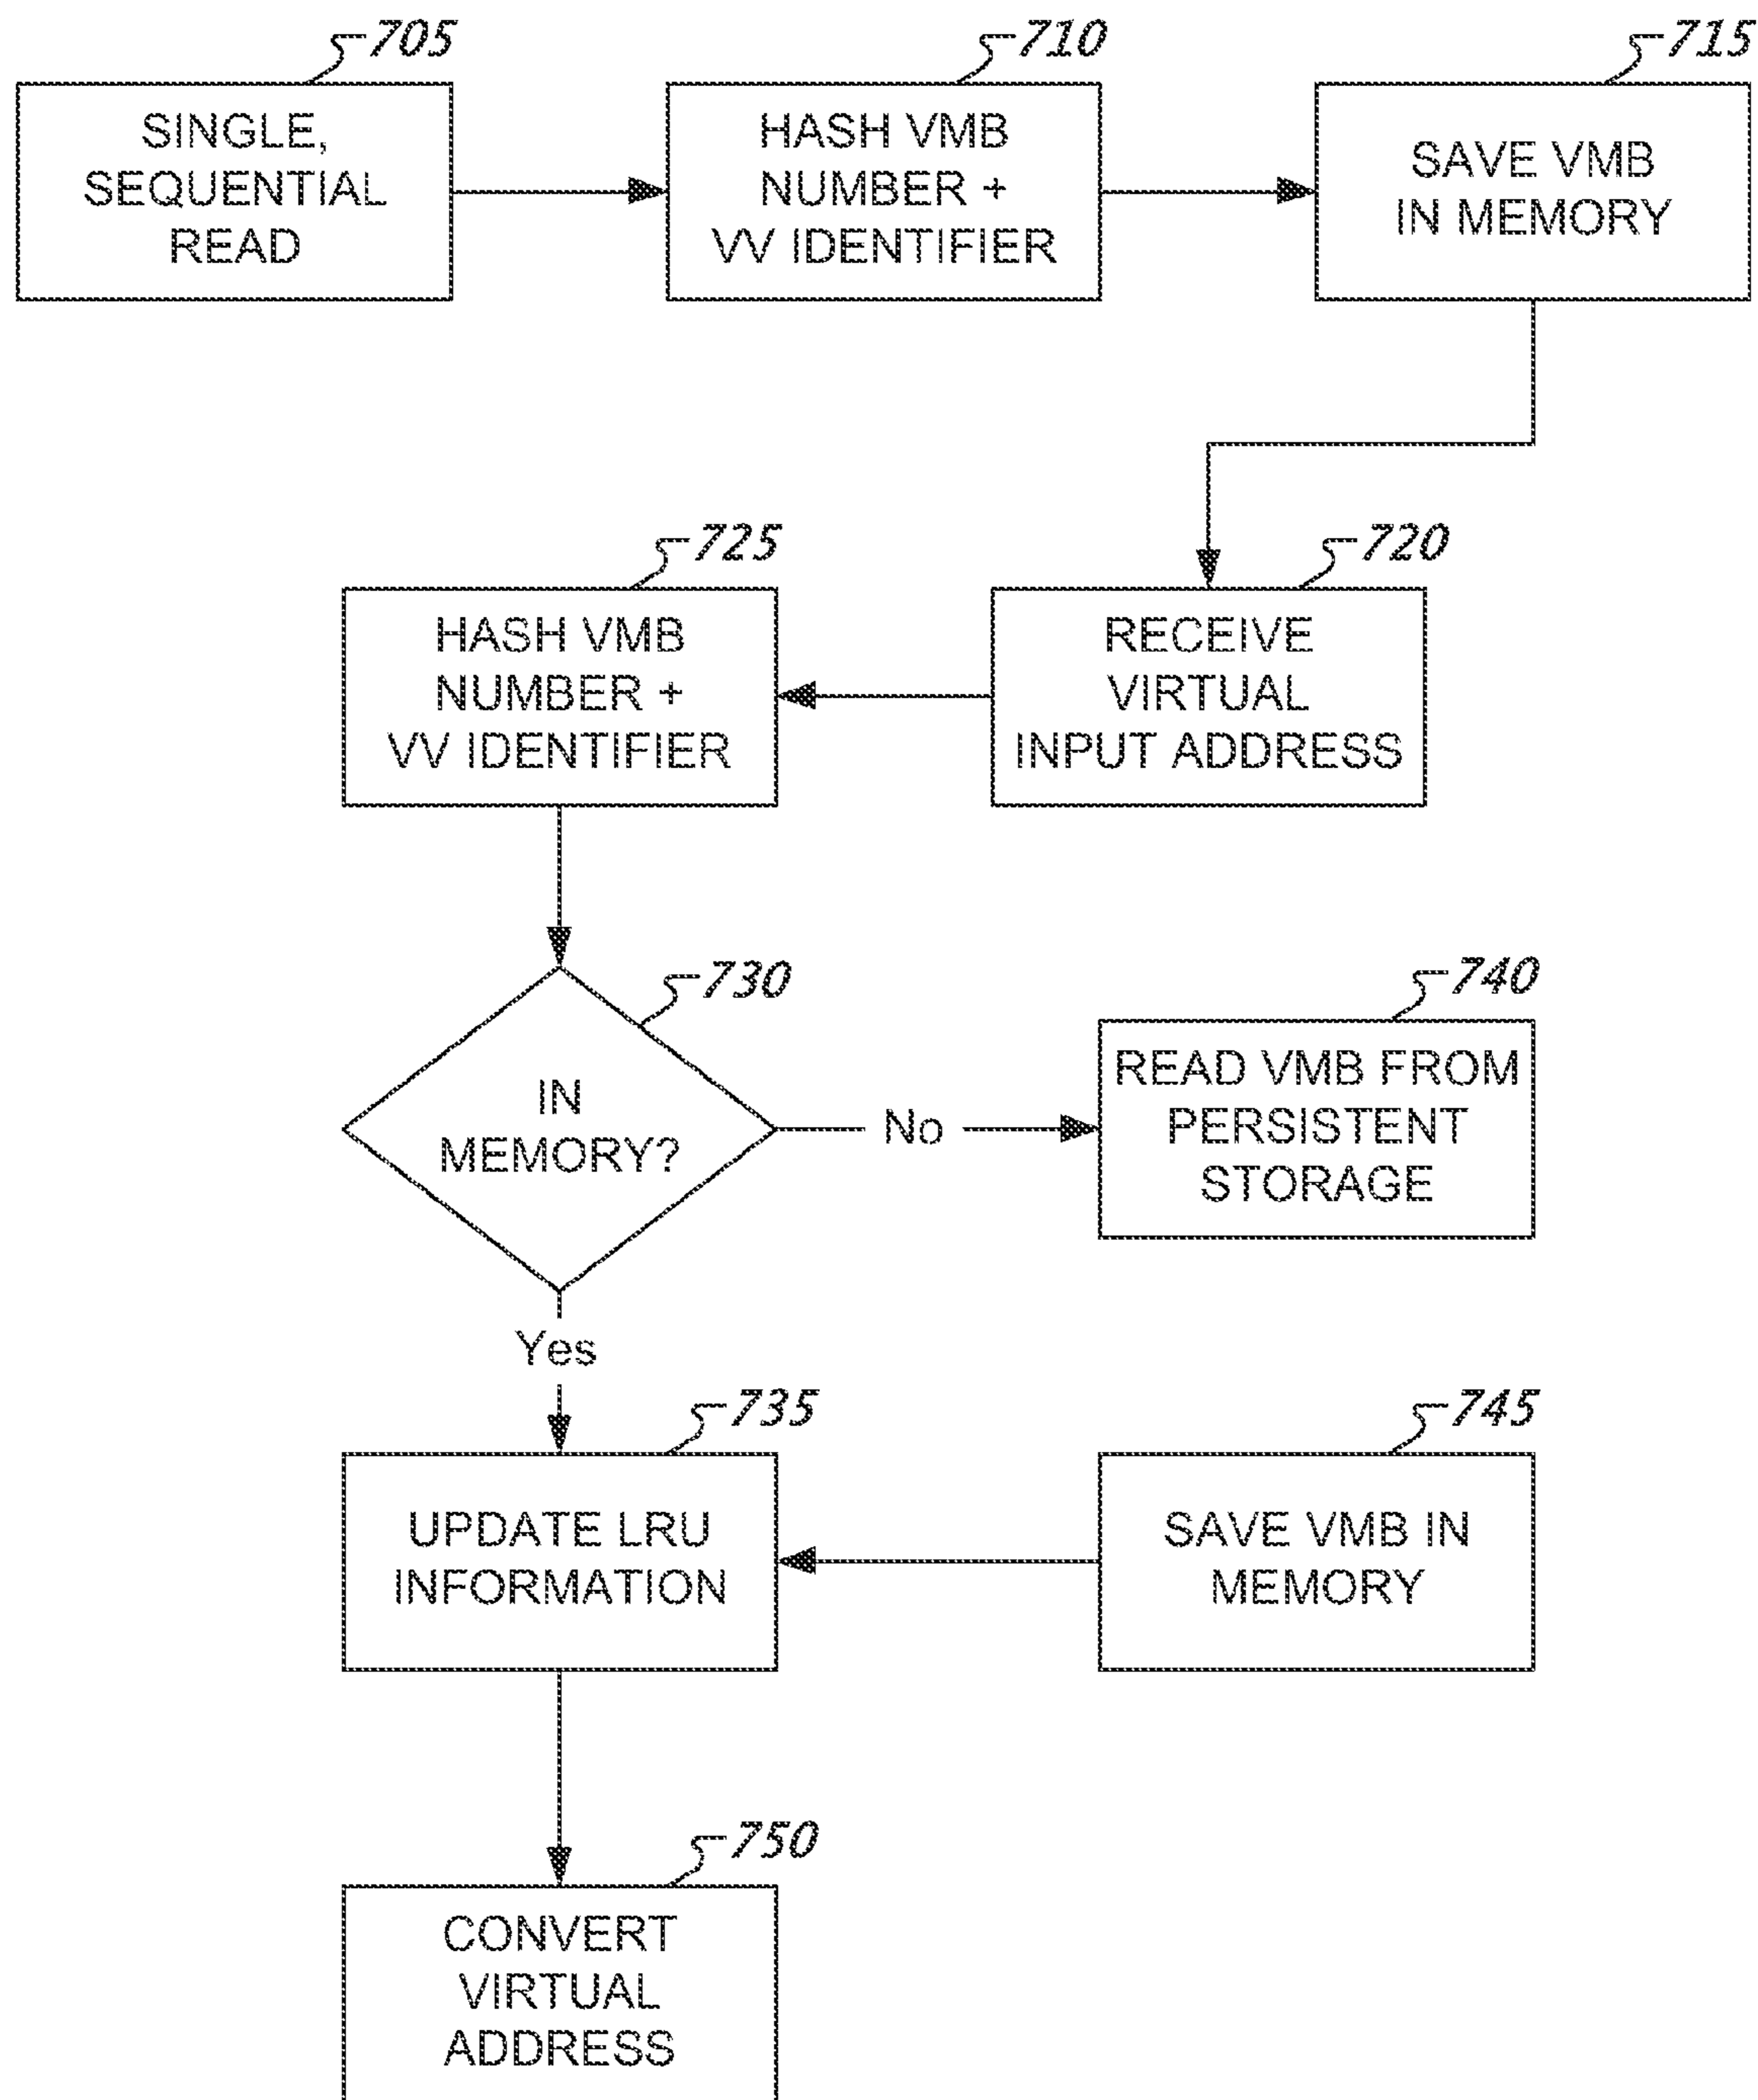 705
SINGLE,
SEQUENTIAL
READ
710
HASH VMB
NUMBER +
VV IDENTIFIER
715
SAVE VMB
IN MEMORY
725
HASH VMB
NUMBER +
VV IDENTIFIER
720
RECEIVE
VIRTUAL
INPUT ADDRESS
730
IN
MEMORY?
No
740
READ VMB FROM
PERSISTENT
STORAGE
Yes
735
UPDATE LRU
INFORMATION
745
SAVE VMB IN
MEMORY
750
CONVERT
VIRTUAL
ADDRESS